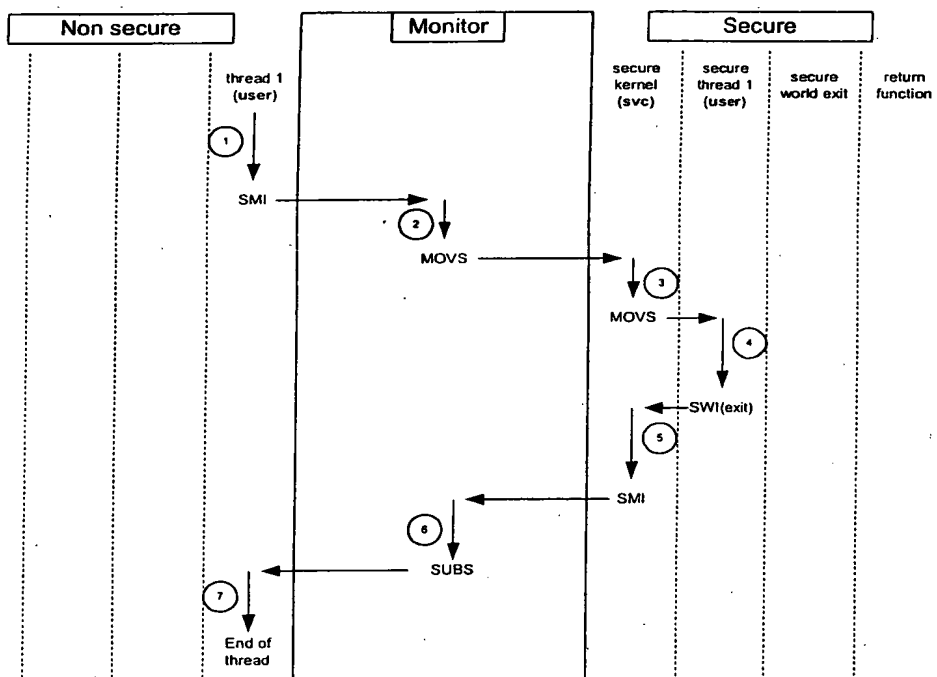 Non secure
Monitor
Secure
thread 1
(user)
secure
kernel
(svc)
secure
thread 1
(user)
secure
world exit
return
function
1
SMI
2
MOVS
3
MOVS
4
SWI(exit)
5
SMI
6
SUBS
7
End of
thread